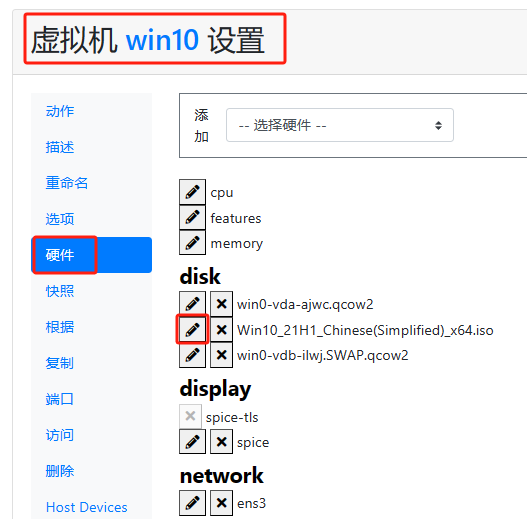 虚拟机 win10 设置
动作
描述
重命名
选项
硬件
快照
根据
复制
端口
访问
删除
Host Devices
添
加
-- 选择硬件 --
cpu
features
memory
disk
win0-vda-ajwc.qcow2
Win10_21H1_Chinese(Simplified)_x64.iso
win0-vdb-ilwj.SWAP.qcow2
display
spice-tls
spice
network
ens3